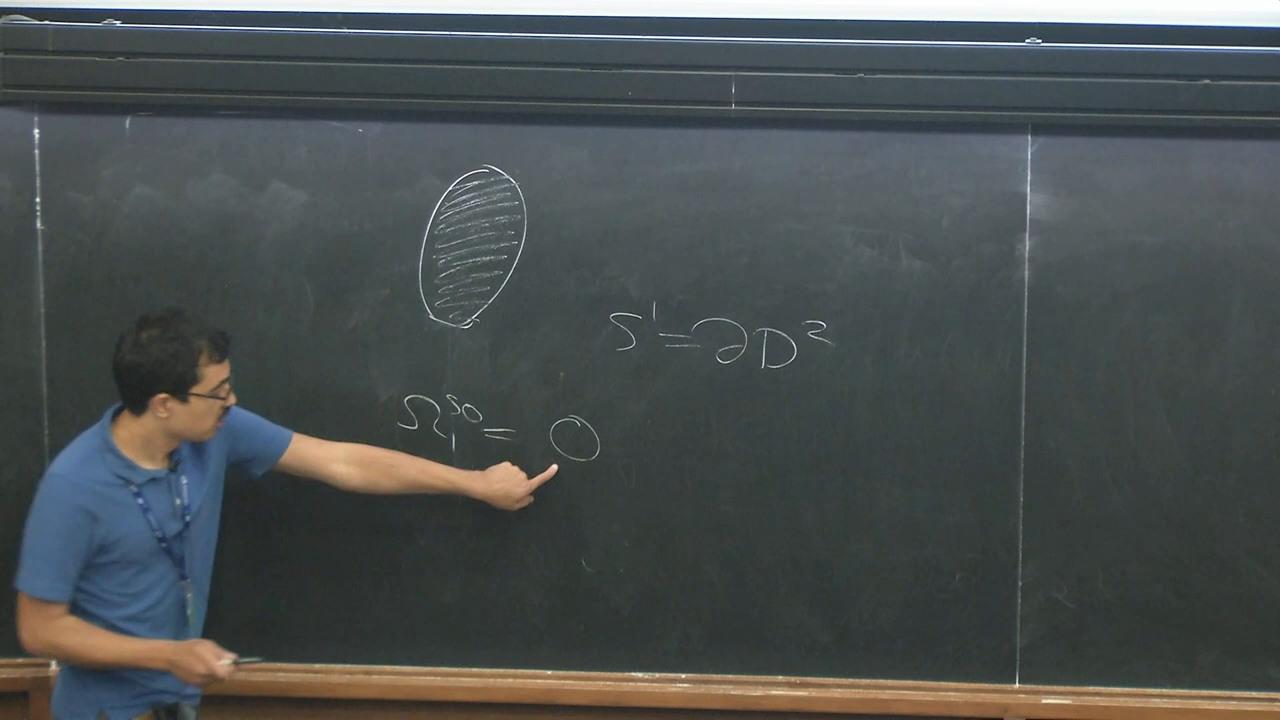 S¹ = ∂D²
Ω₁^SO = 0